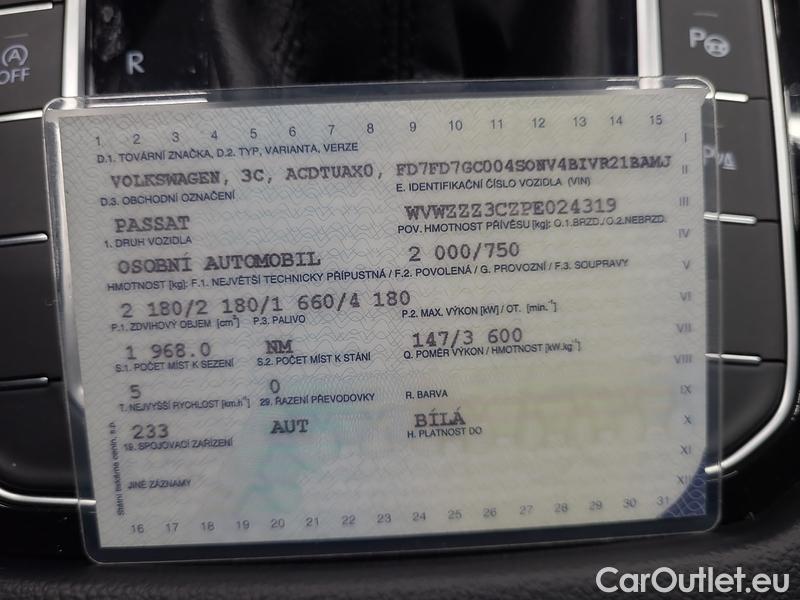 A
OFF
R
P
1 2 3 4 5 6 7 8 9 10 11 12 13 14 15
D.1. TOVÁRNÍ ZNAČKA, D.2. TYP, VARIANTA, VERZE
VOLKSWAGEN, 3C, ACDTUAX0, FD7FD7GC004SONV4BIVR21BAMJ
D.3. OBCHODNÍ OZNAČENÍ E. IDENTIFIKAČNÍ ČÍSLO VOZIDLA (VIN)
PASSAT WVWZZZ3CZPE024319
1. DRUH VOZIDLA POV. HMOTNOST PŘÍVĚSU [kg]: O.1.BRZD./O.2.NEBRZD.
OSOBNÍ AUTOMOBIL 2 000/750
HMOTNOST [kg]: F.1. NEJVĚTŠÍ TECHNICKY PŘÍPUSTNÁ / F.2. POVOLENÁ / G. PROVOZNÍ / F.3. SOUPRAVY
2 180/2 180/1 660/4 180
P.1. ZDVIHOVÝ OBJEM [cm³] P.3. PALIVO P.2. MAX. VÝKON [kW] / OT. [min.⁻¹]
1 968.0 NM 147/3 600
S.1. POČET MÍST K SEZENÍ S.2. POČET MÍST K STÁNÍ Q. POMĚR VÝKON / HMOTNOST [kW.kg⁻¹]
5 0
T. NEJVYŠŠÍ RYCHLOST [km.h⁻¹] 29. ŘAZENÍ PŘEVODOVKY R. BARVA
233 AUT BÍLÁ
19. SPOJOVACÍ ZAŘÍZENÍ H. PLATNOST DO
JINÉ ZÁZNAMY
16 17 18 19 20 21 22 23 24 25 26 27 28 29 30 31
I
II
III
IV
V
VI
VII
VIII
IX
X
XI
XII
Státní tiskárna cenin, s.p.
CarOutlet.eu